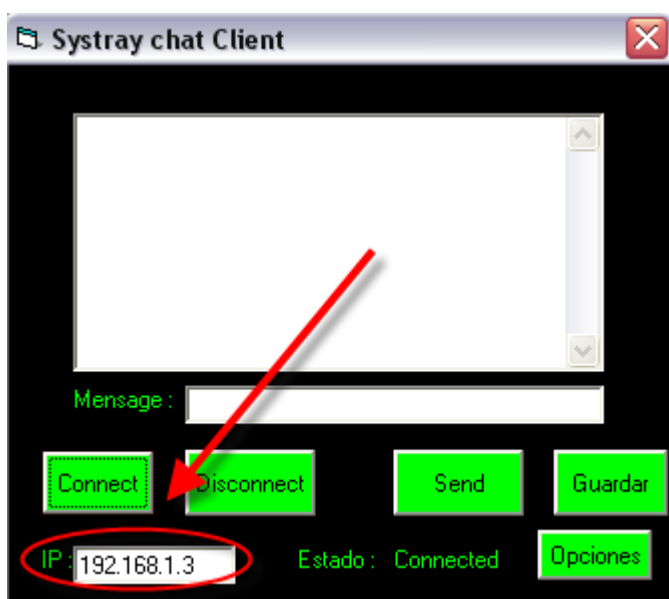 Systray chat Client
Mensage :
Connect Disconnect Send Guardar
IP : 192.168.1.3 Estado : Connected Opciones